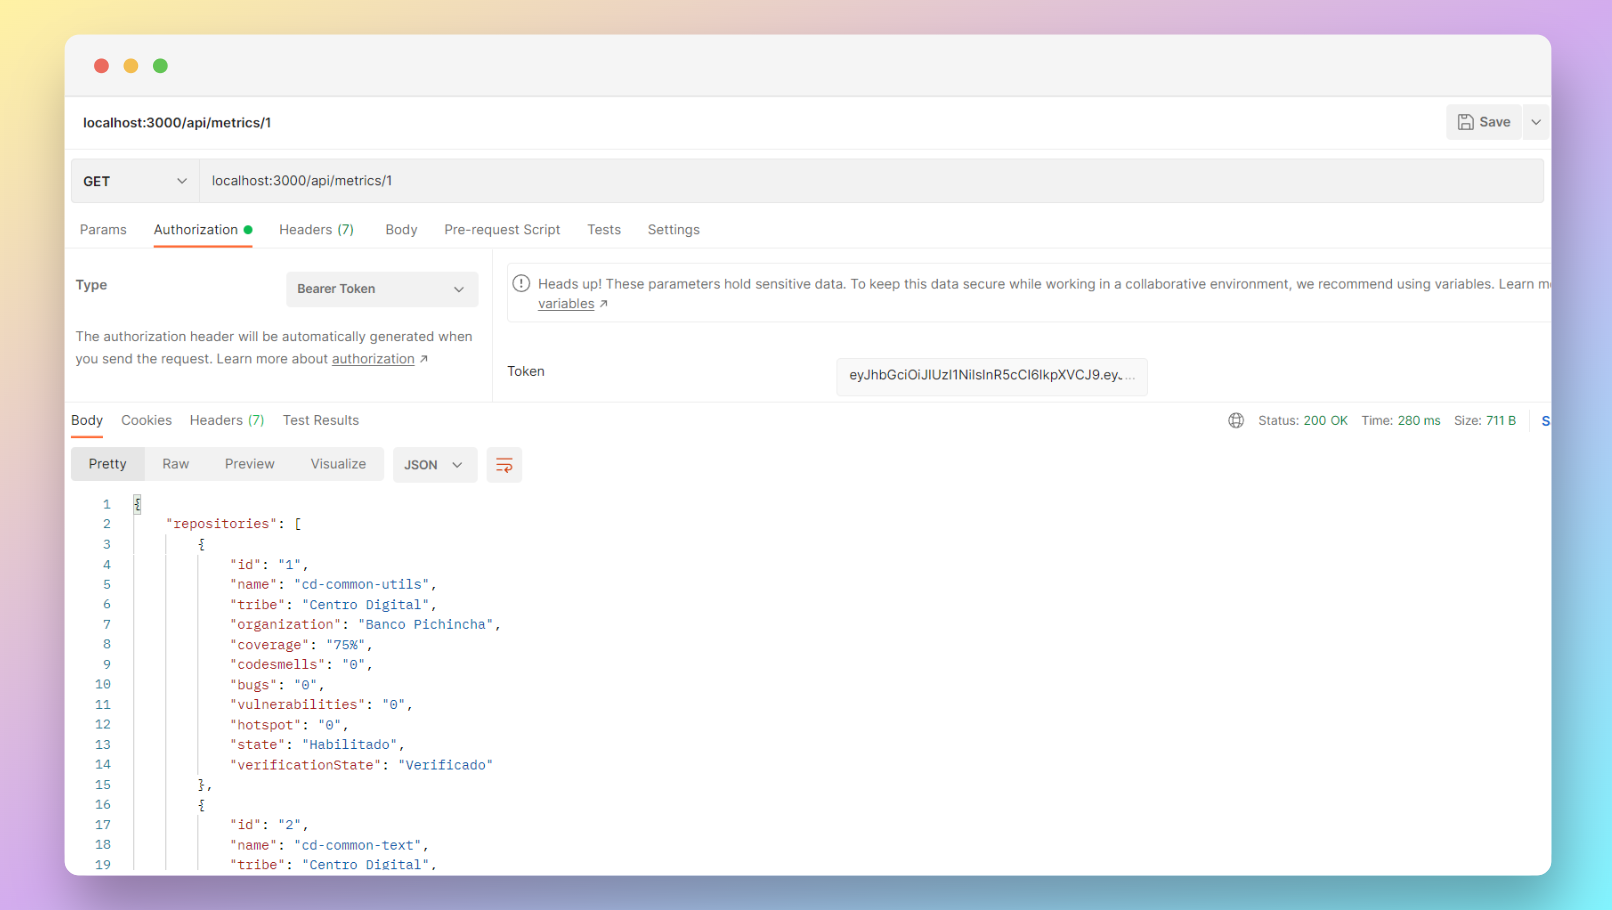 localhost:3000/api/metrics/1
Save
GET localhost:3000/api/metrics/1
Params Authorization Headers (7) Body Pre-request Script Tests Settings
Type Bearer Token
The authorization header will be automatically generated when
you send the request. Learn more about authorization ↗
Heads up! These parameters hold sensitive data. To keep this data secure while working in a collaborative environment, we recommend using variables. Learn
variables ↗
Token
Body Cookies Headers (7) Test Results Status: 200 OK Time: 280 ms Size: 711 B S
Pretty Raw Preview Visualize JSON
1 {
2 "repositories": [
3 {
4 "id": "1",
5 "name": "cd-common-utils",
6 "tribe": "Centro Digital",
7 "organization": "Banco Pichincha",
8 "coverage": "75%",
9 "codesmells": "0",
10 "bugs": "0",
11 "vulnerabilities": "0",
12 "hotspot": "0",
13 "state": "Habilitado",
14 "verificationState": "Verificado"
15 },
16 {
17 "id": "2",
18 "name": "cd-common-text",
19 "tribe": "Centro Digital",